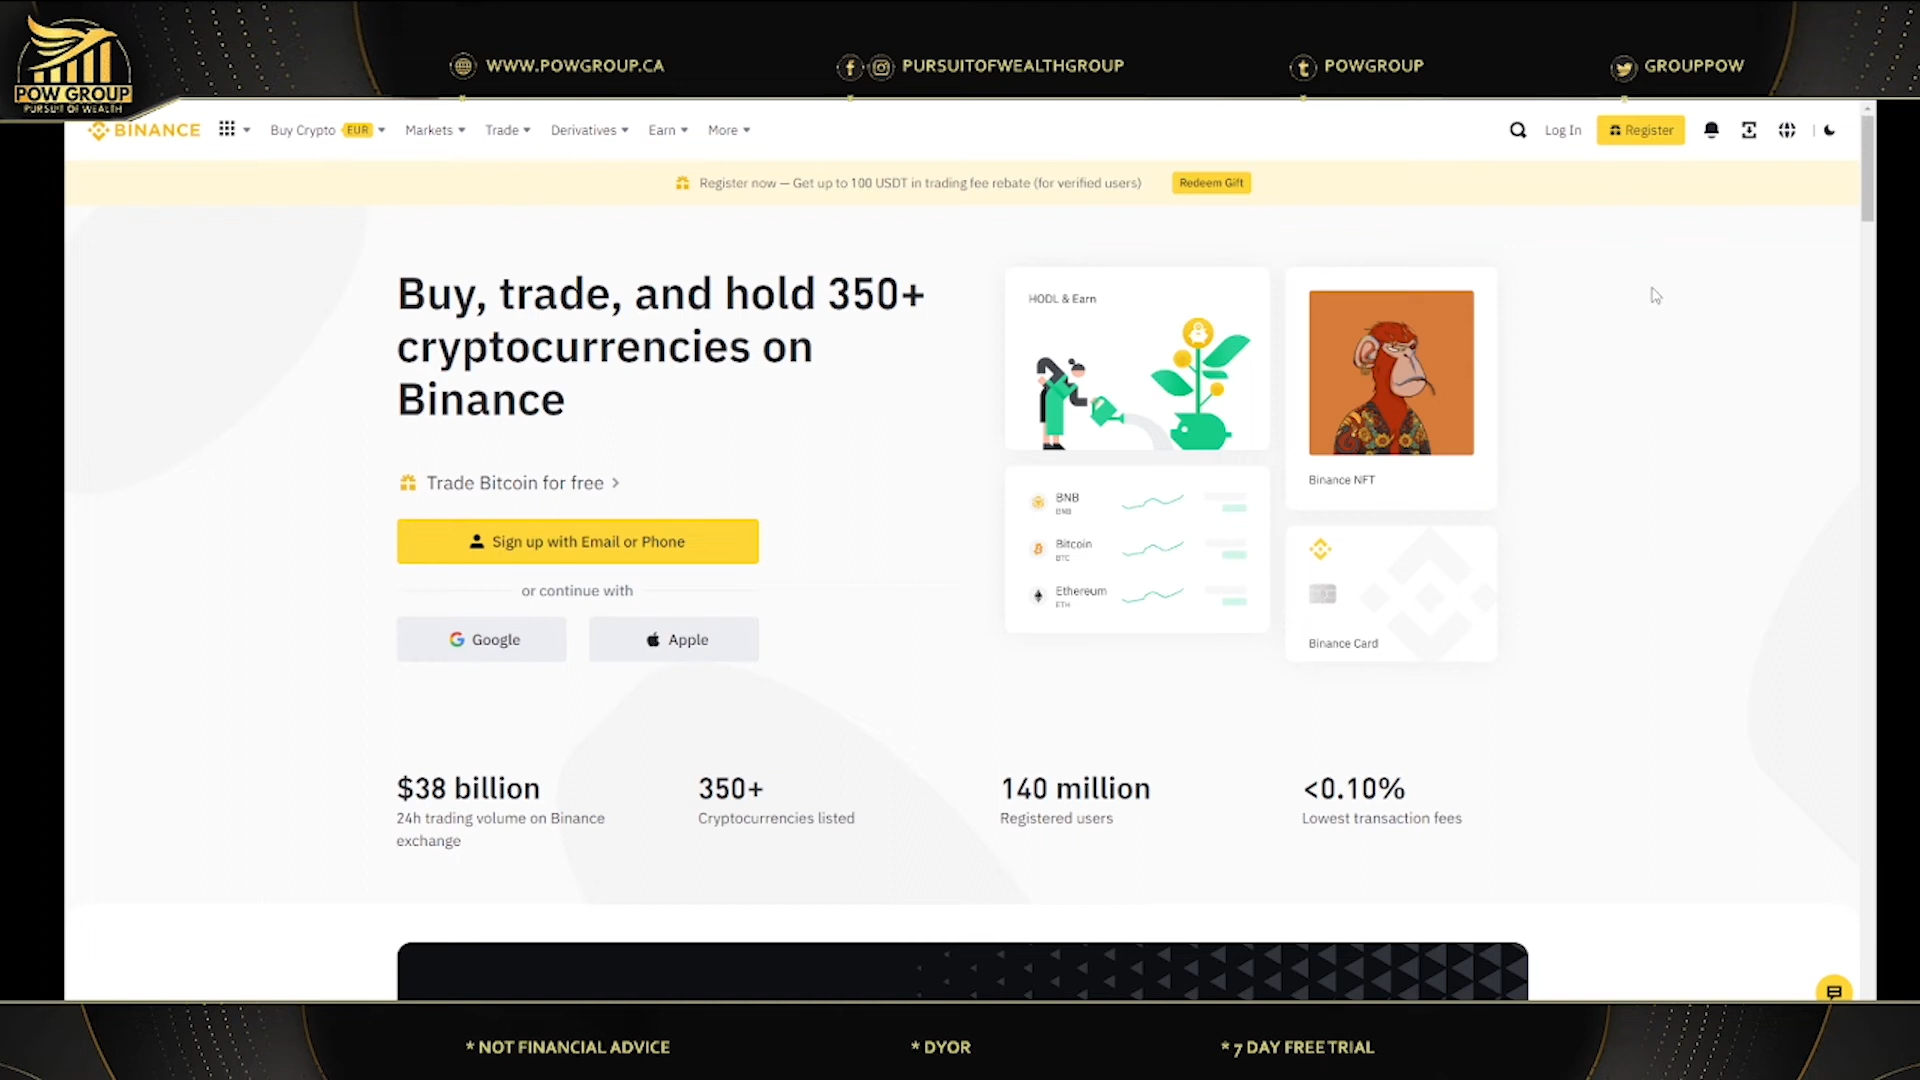 POW GROUP
PURSUIT OF WEALTH
WWW.POWGROUP.CA
PURSUITOFWEALTHGROUP
POWGROUP
GROUPPOW
BINANCE
Buy Crypto EUR
Markets
Trade
Derivatives
Earn
More
Log In
Register
Register now — Get up to 100 USDT in trading fee rebate (for verified users)
Redeem Gift
Buy, trade, and hold 350+
cryptocurrencies on
Binance
Trade Bitcoin for free
Sign up with Email or Phone
or continue with
Google
Apple
HODL & Earn
BNB
BNB
Bitcoin
BTC
Ethereum
ETH
Binance NFT
Binance Card
$38 billion
24h trading volume on Binance
exchange
350+
Cryptocurrencies listed
140 million
Registered users
<0.10%
Lowest transaction fees
* NOT FINANCIAL ADVICE
* DYOR
* 7 DAY FREE TRIAL